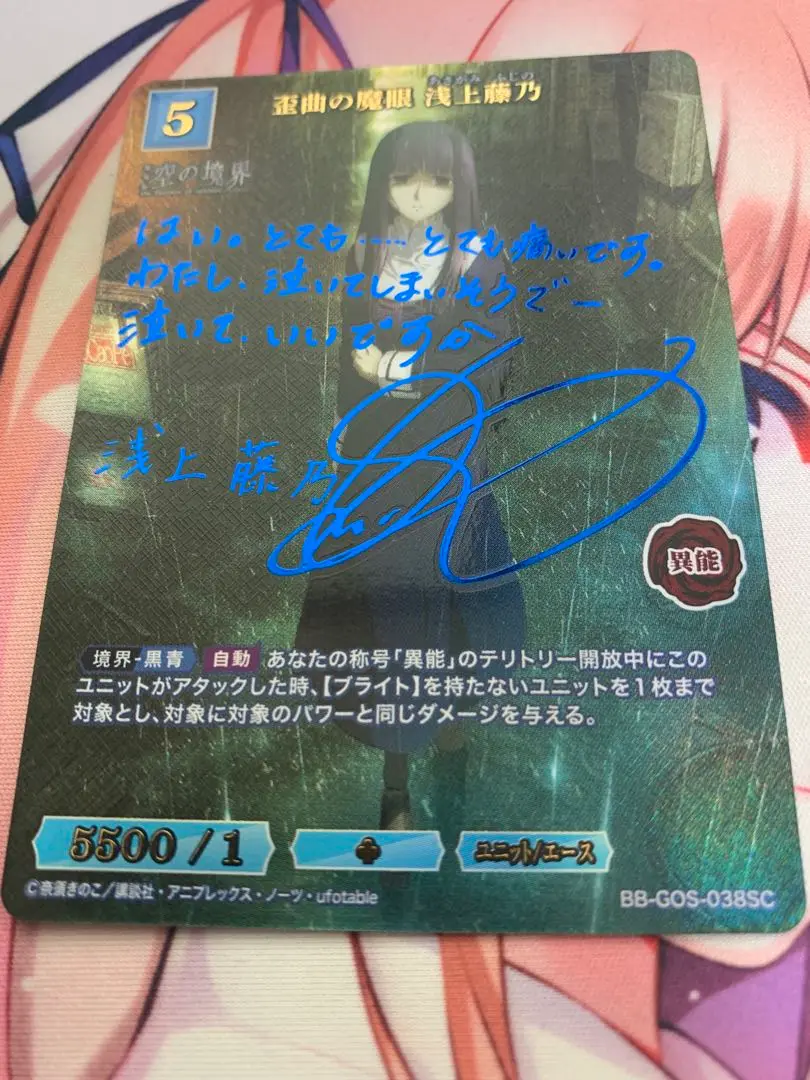 5
あさがみ ふじの
歪曲の魔眼 浅上藤乃
空の境界
はい。とても……とても痛いです。
わたし、泣いてしまいそうでー
泣いて、いいですか
浅上 藤乃
異能
境界-黒青 自動 あなたの称号「異能」のテリトリー開放中にこの
ユニットがアタックした時、【ブライト】を持たないユニットを1枚まで
対象とし、対象に対象のパワーと同じダメージを与える。
5500/1
ユニット/エース
©奈須きのこ/講談社・アニプレックス・ノーツ・ufotable
BB-GOS-038SC